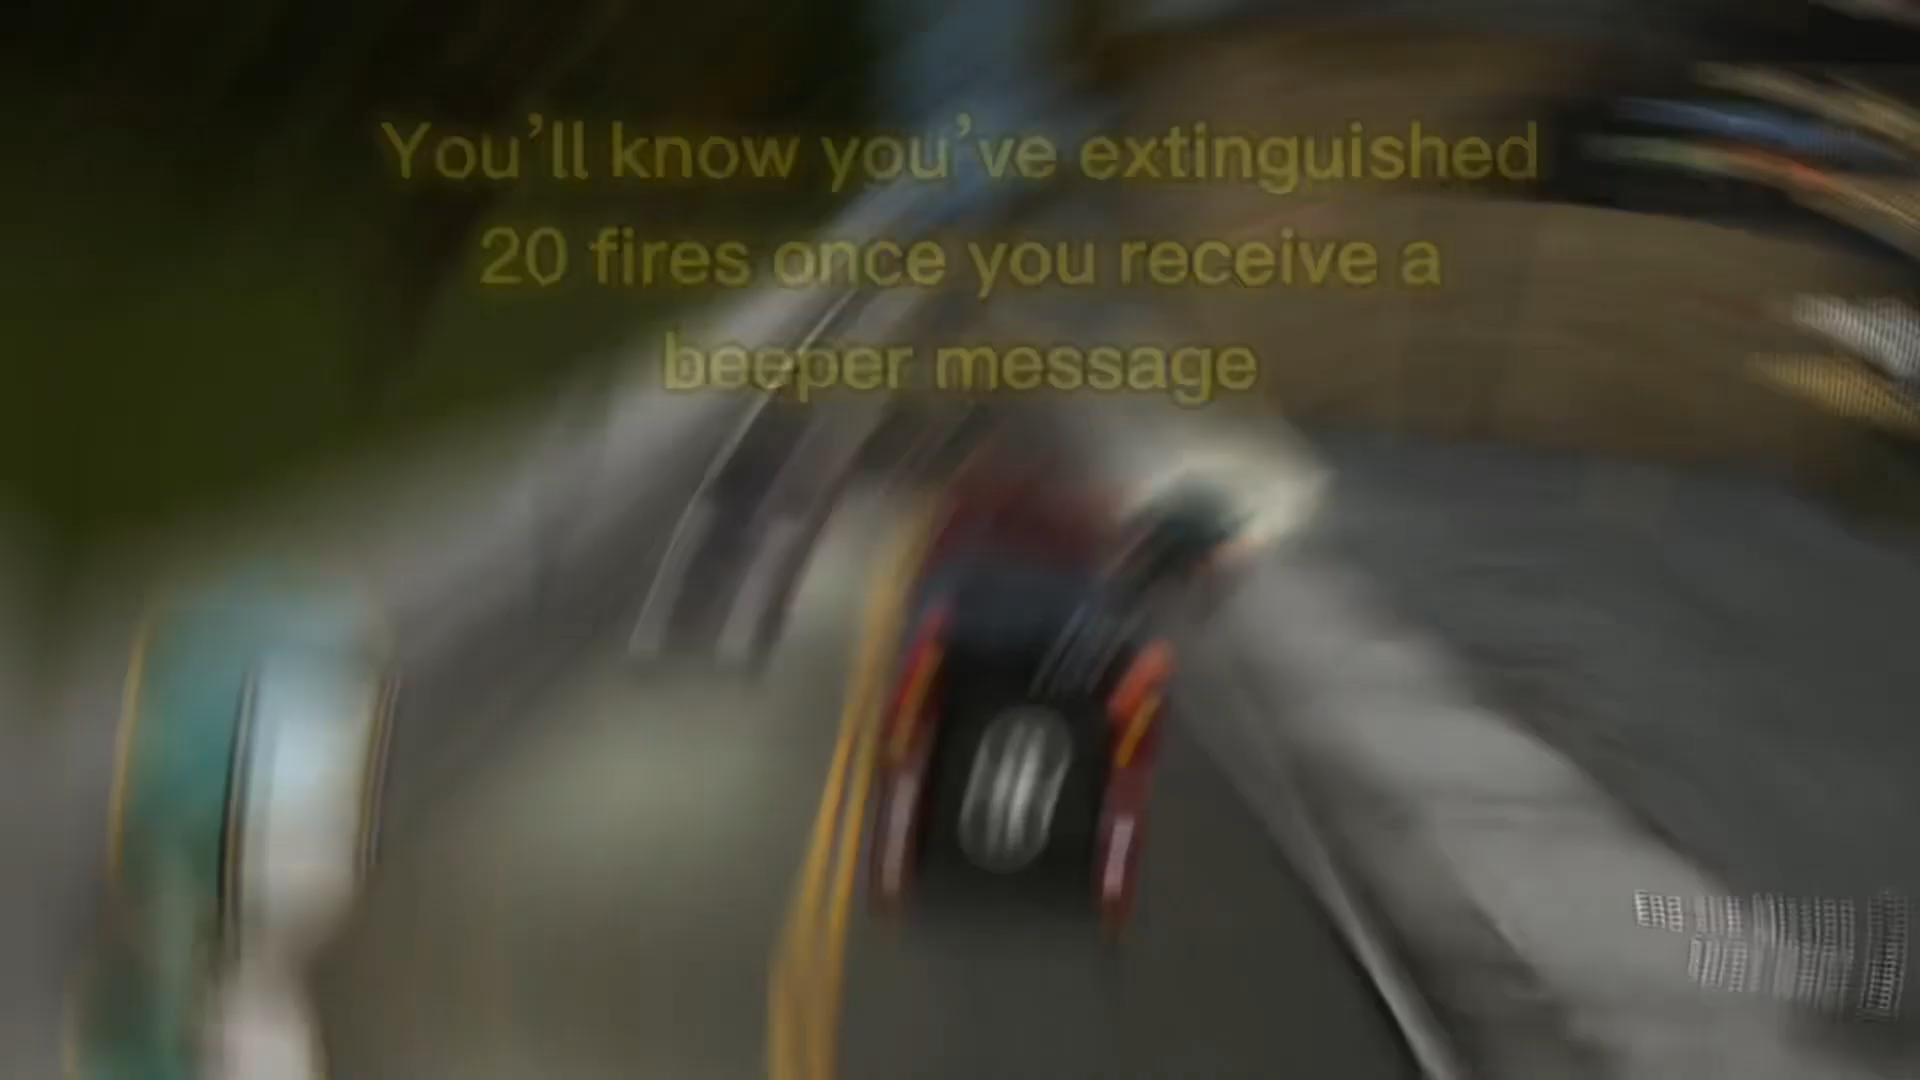 You’ll know you’ve extinguished
20 fires once you receive a
beeper message